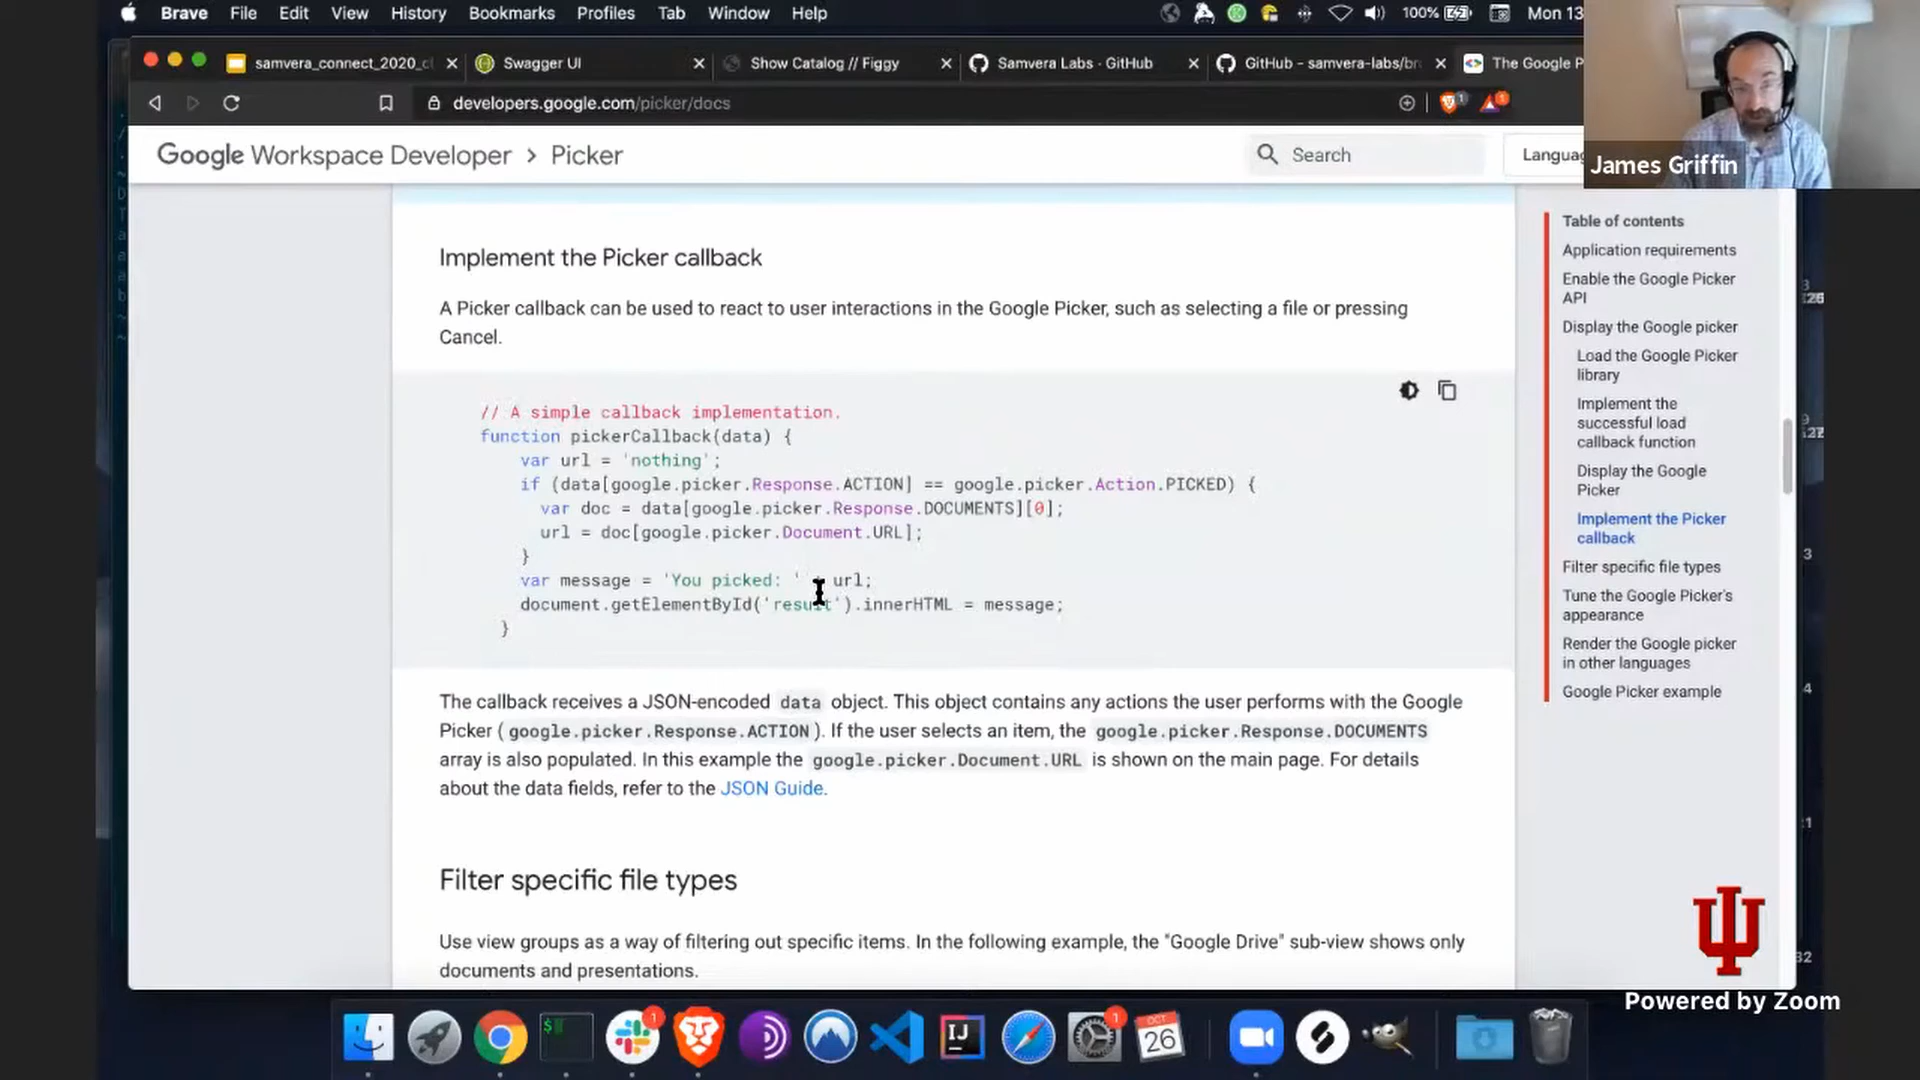 Brave File Edit View History Bookmarks Profiles Tab Window Help 100% Mon 13
samvera_connect_2020_c Swagger UI Show Catalog // Figgy Samvera Labs · GitHub GitHub - samvera-labs/br The Google P
developers.google.com/picker/docs
Google Workspace Developer > Picker
Search
Languag
James Griffin
Implement the Picker callback
A Picker callback can be used to react to user interactions in the Google Picker, such as selecting a file or pressing
Cancel.
// A simple callback implementation.
function pickerCallback(data) {
var url = 'nothing';
if (data[google.picker.Response.ACTION] == google.picker.Action.PICKED) {
var doc = data[google.picker.Response.DOCUMENTS][0];
url = doc[google.picker.Document.URL];
}
var message = 'You picked: ' url;
document.getElementById('result').innerHTML = message;
}
The callback receives a JSON-encoded data object. This object contains any actions the user performs with the Google
Picker ( google.picker.Response.ACTION ). If the user selects an item, the google.picker.Response.DOCUMENTS
array is also populated. In this example the google.picker.Document.URL is shown on the main page. For details
about the data fields, refer to the JSON Guide.
Filter specific file types
Use view groups as a way of filtering out specific items. In the following example, the "Google Drive" sub-view shows only
documents and presentations.
Table of contents
Application requirements
Enable the Google Picker
API
Display the Google picker
Load the Google Picker
library
Implement the
successful load
callback function
Display the Google
Picker
Implement the Picker
callback
Filter specific file types
Tune the Google Picker's
appearance
Render the Google picker
in other languages
Google Picker example
Powered by Zoom
OCT
26
IJ